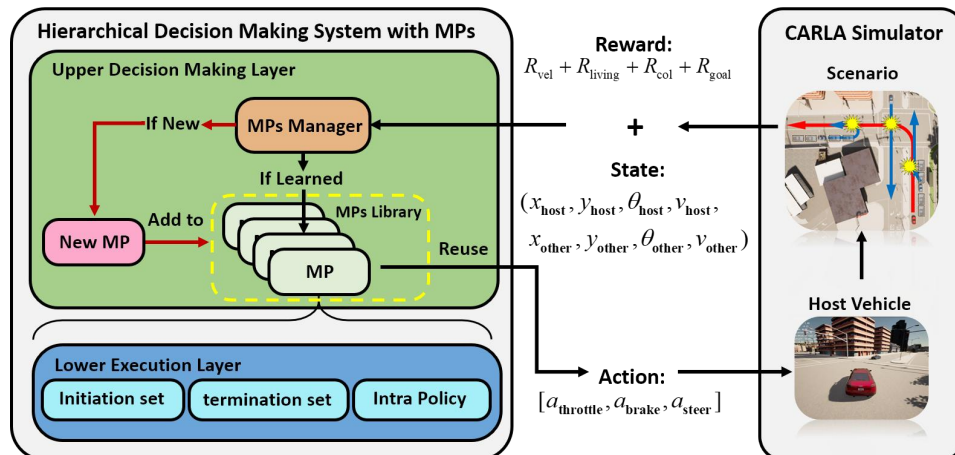 Hierarchical Decision Making System with MPs
Upper Decision Making Layer
MPs Manager
If New
If Learned
MPs Library
New MP
Add to
MP
Reuse
Lower Execution Layer
Initiation set
termination set
Intra Policy
Reward:
R_vel + R_living + R_col + R_goal
+
State:
(x_host, y_host, θ_host, v_host,
x_other, y_other, θ_other, v_other)
Action:
[a_throttle, a_brake, a_steer]
CARLA Simulator
Scenario
Host Vehicle